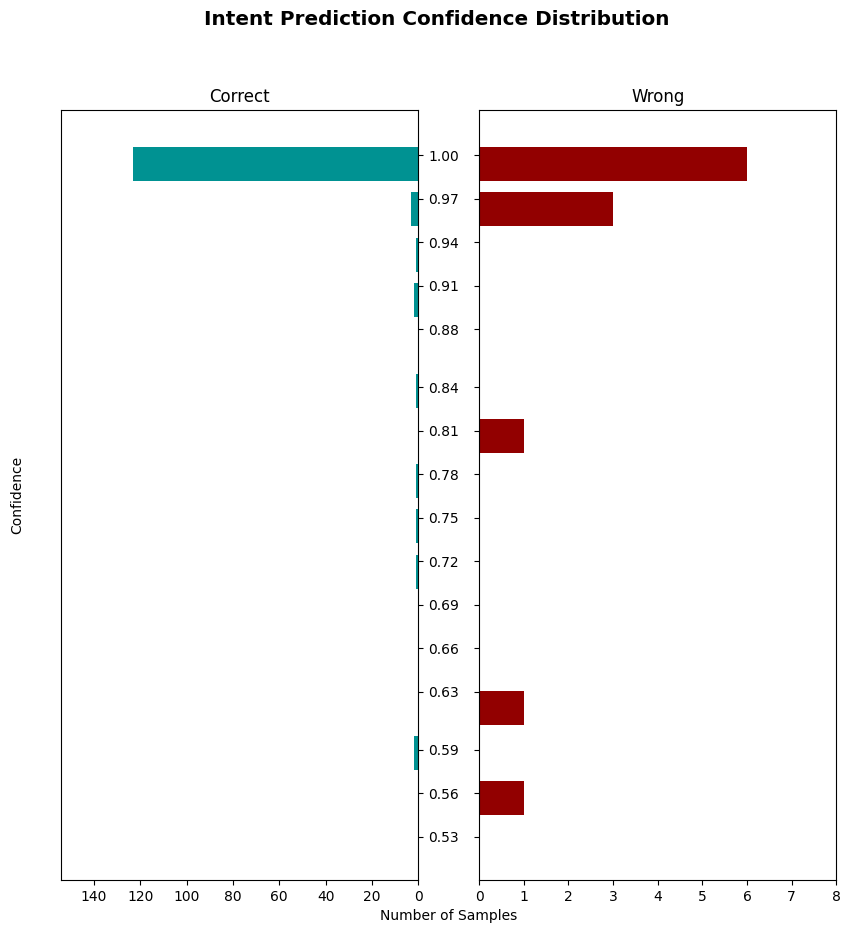 Intent Prediction Confidence Distribution
Correct
Wrong
1.00
0.97
0.94
0.91
0.88
0.84
0.81
0.78
0.75
0.72
0.69
0.66
0.63
0.59
0.56
0.53
Confidence
140 120 100 80 60 40 20 0
0 1 2 3 4 5 6 7 8
Number of Samples